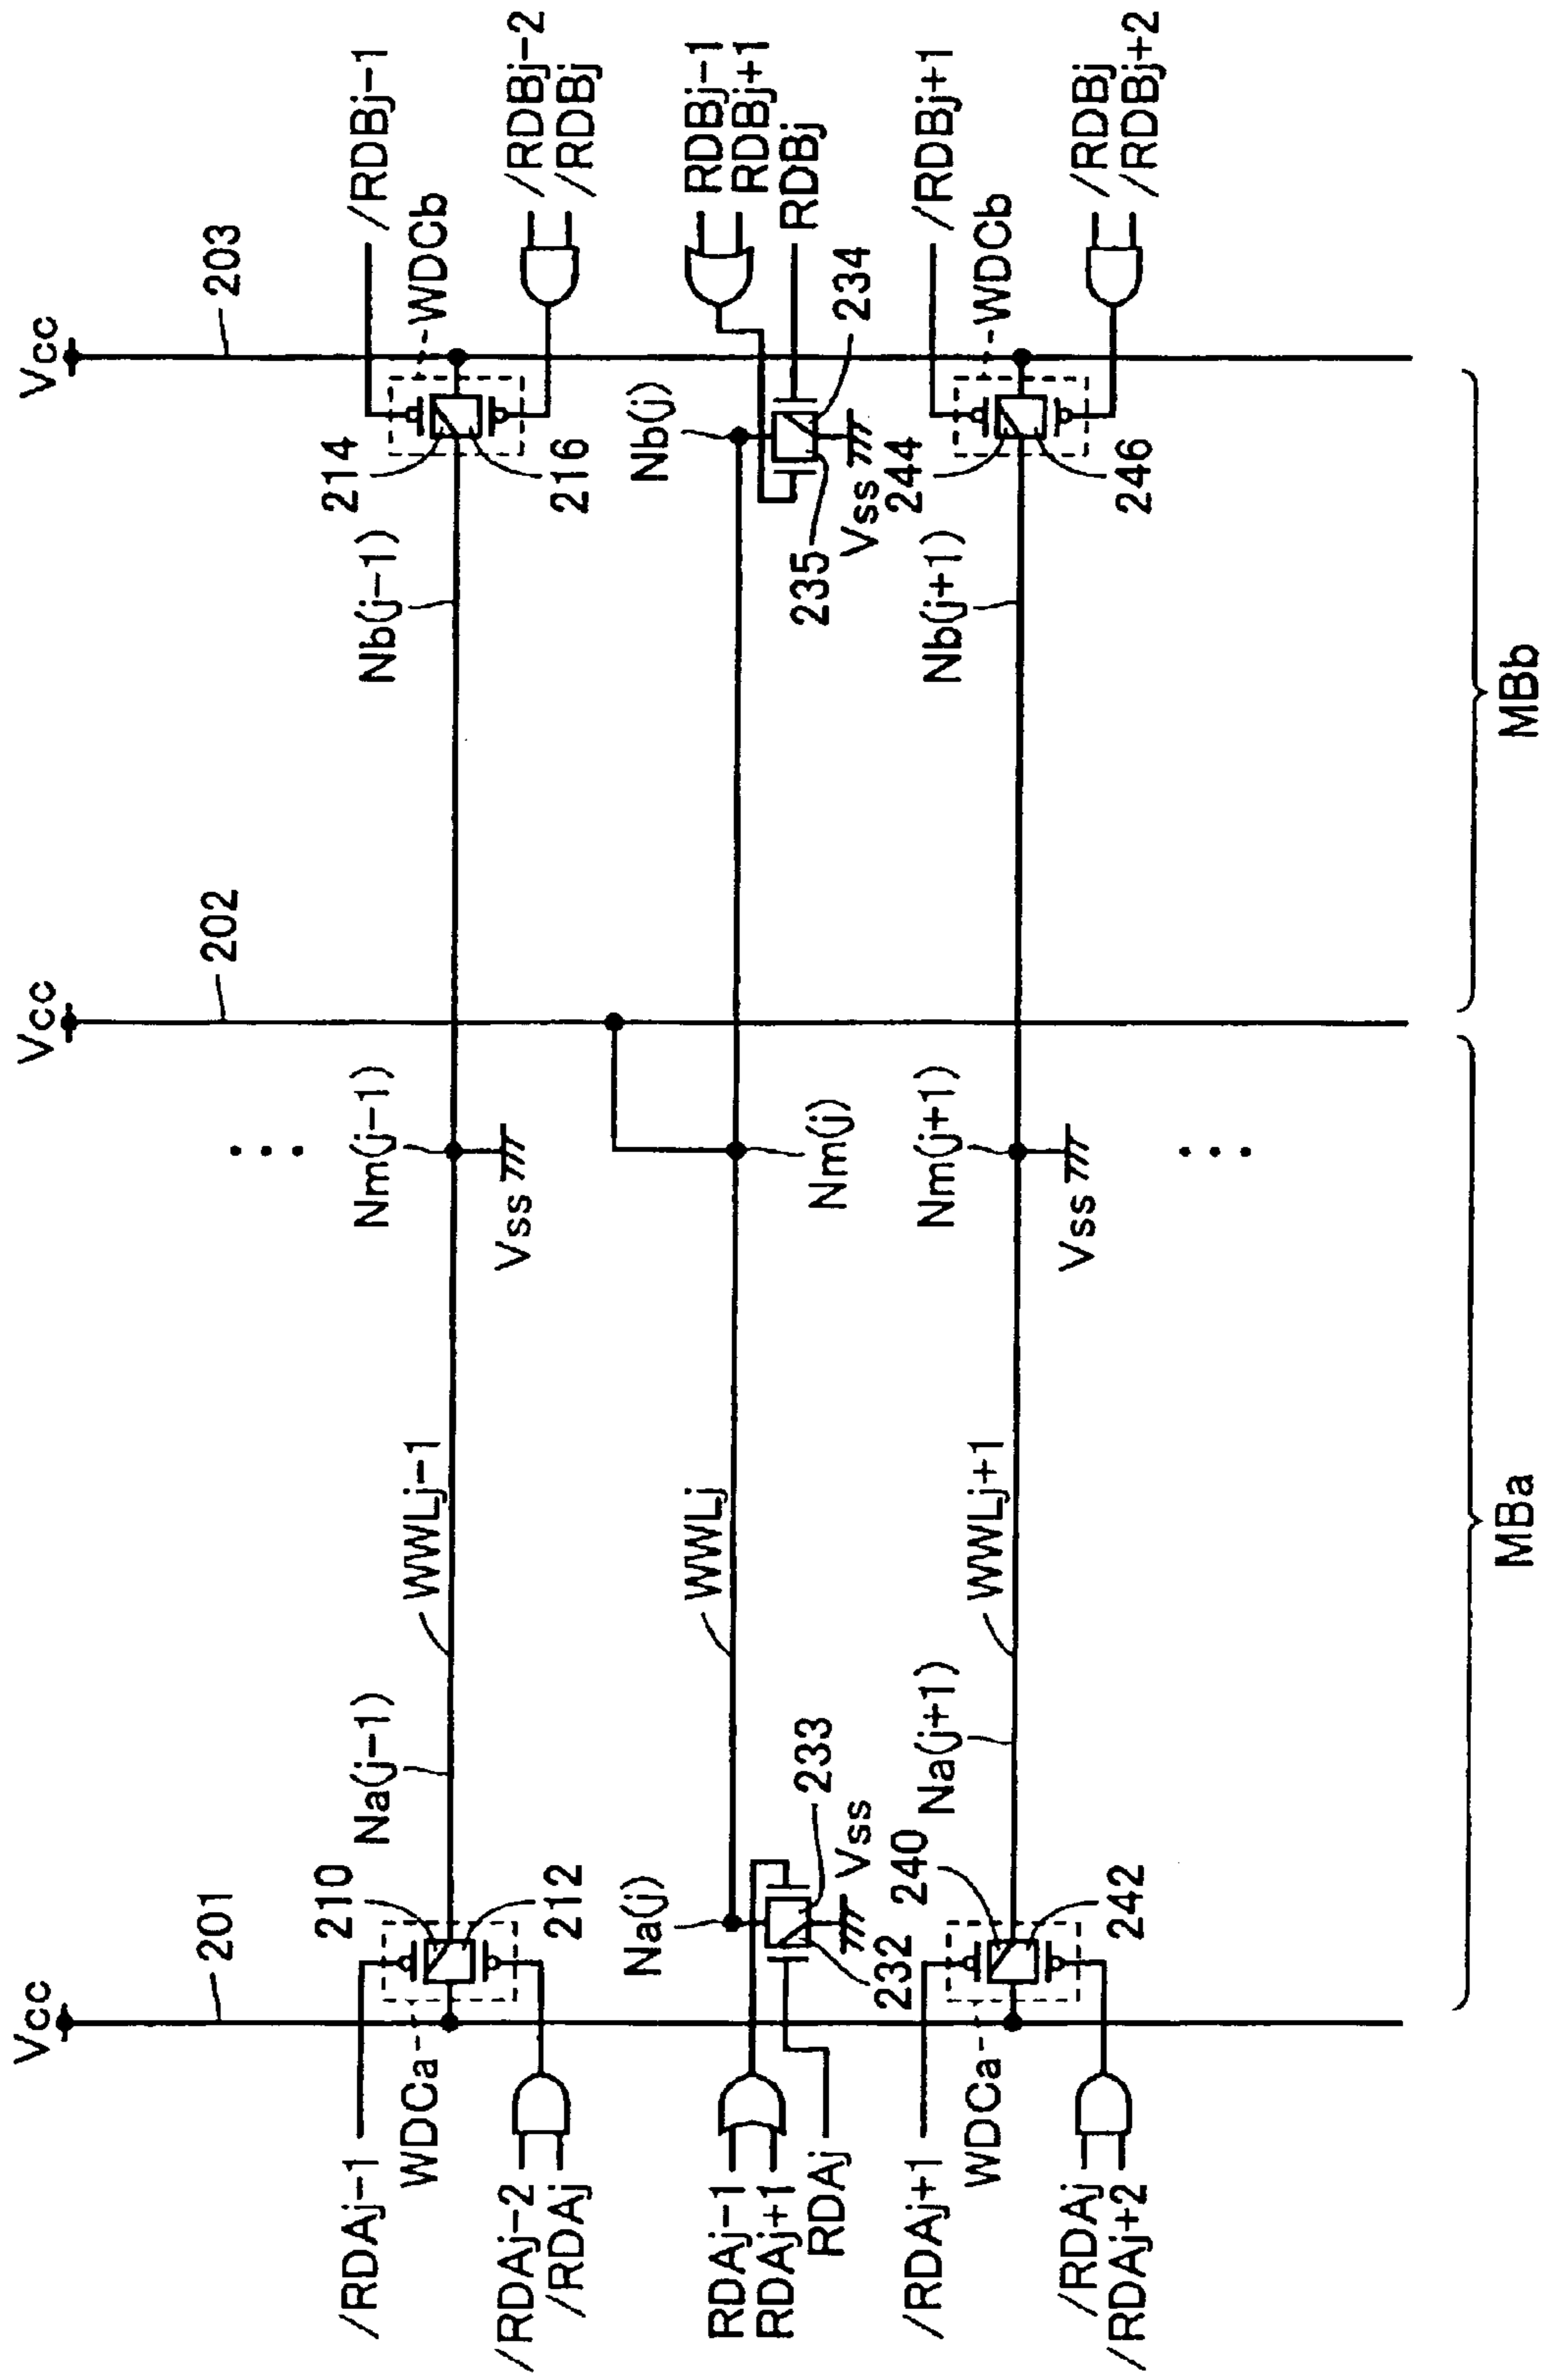 Vcc
Vcc
Vcc
201
202
203
/RDAj-1
210
Na(j-1)
WWLj-1
Nm(j-1)
Nb(j-1)
214
/RDBj-1
WDCa
WDCb
/RDAj-2
/RDAj
212
Vss
216
/RDBj-2
/RDBj
Na(j)
WWLj
Nb(j)
RDAj-1
RDAj+1
RDAj
233
232
Vss
Nm(j)
235
Vss
234
RDBj-1
RDBj+1
RDBj
/RDAj+1
240
Na(j+1)
WWLj+1
Nm(j+1)
Nb(j+1)
244
/RDBj+1
WDCa
WDCb
/RDAj
/RDAj+2
242
Vss
246
/RDBj
/RDBj+2
MBa
MBb